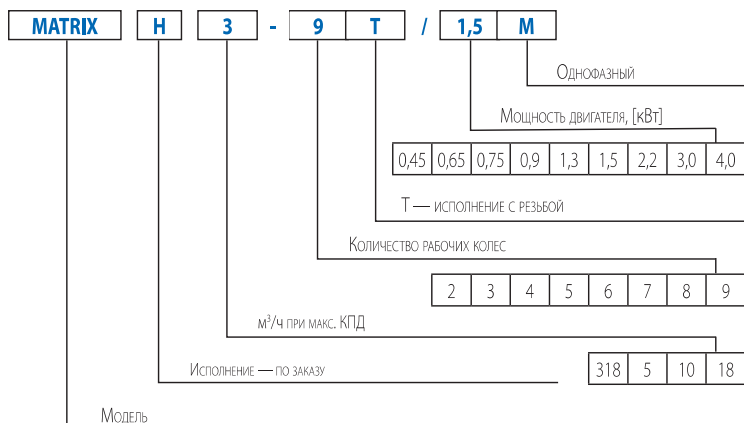 MATRIX H 3 - 9 T / 1,5 M
Однофазный
Мощность двигателя, [кВт]
0,45 0,65 0,75 0,9 1,3 1,5 2,2 3,0 4,0
Т — исполнение с резьбой
Количество рабочих колес
2 3 4 5 6 7 8 9
м³/ч при макс. КПД
Исполнение — по заказу
318 5 10 18
Модель